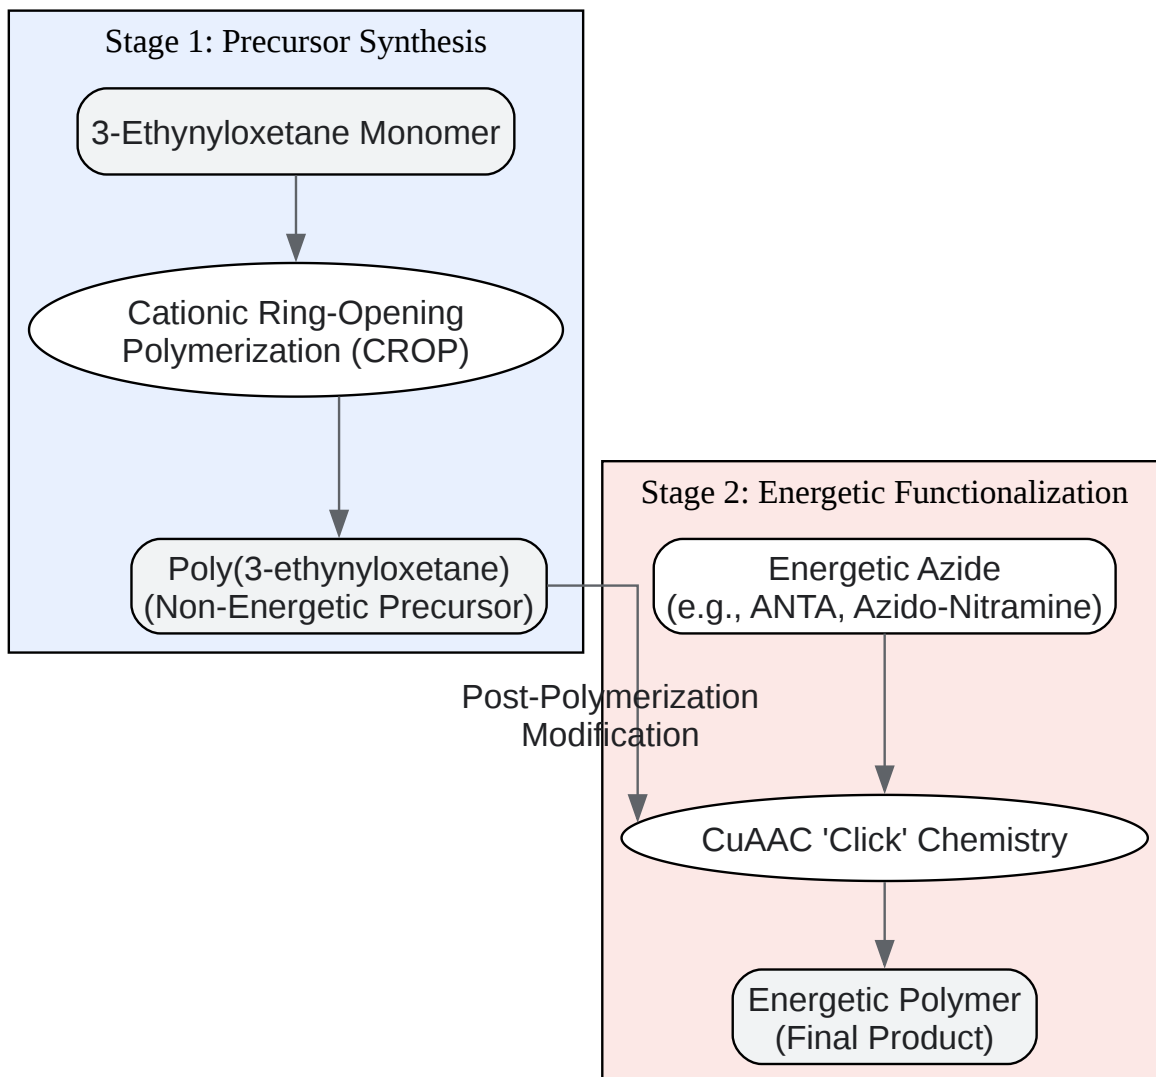 Stage 1: Precursor Synthesis
3-Ethynyloxetane Monomer
Cationic Ring-Opening
Polymerization (CROP)
Poly(3-ethynyloxetane)
(Non-Energetic Precursor)
Post-Polymerization
Modification
Stage 2: Energetic Functionalization
Energetic Azide
(e.g., ANTA, Azido-Nitramine)
CuAAC 'Click' Chemistry
Energetic Polymer
(Final Product)